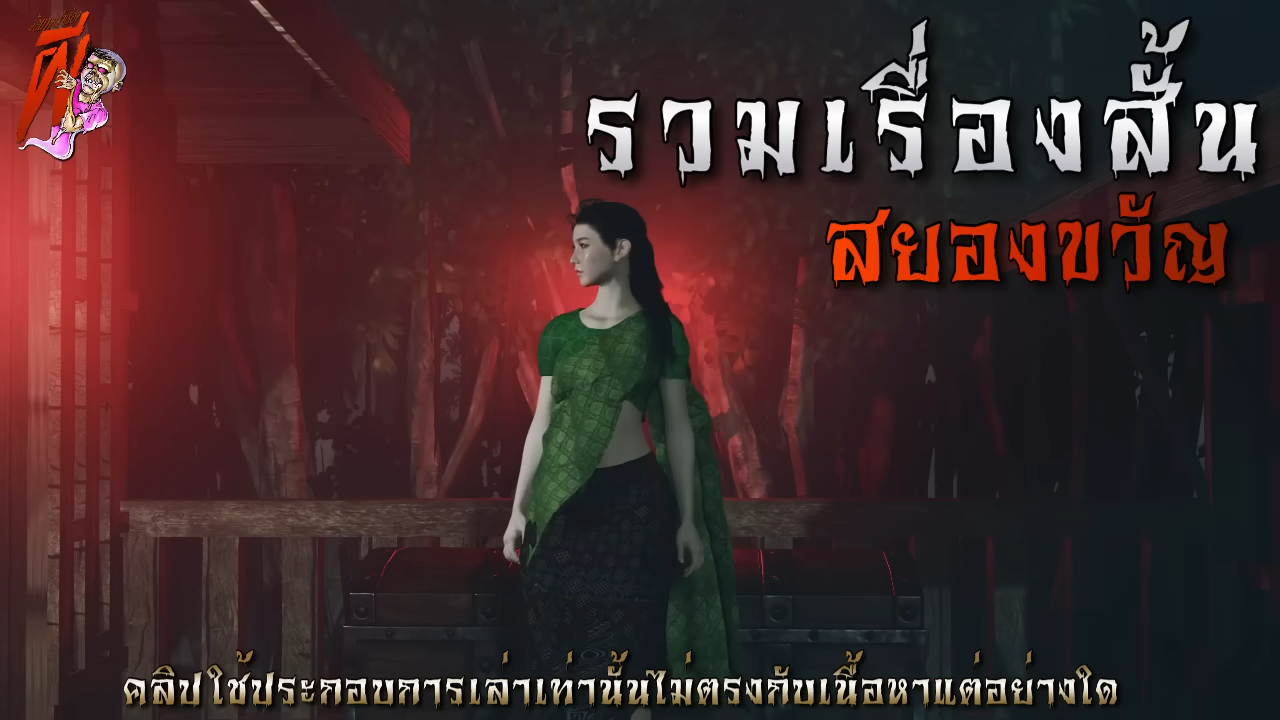 ผี
รวมเรื่องสั้น
สยองขวัญ
คลิปใช้ประกอบการเล่าเท่านั้นไม่ตรงกับเนื้อหาแต่อย่างใด